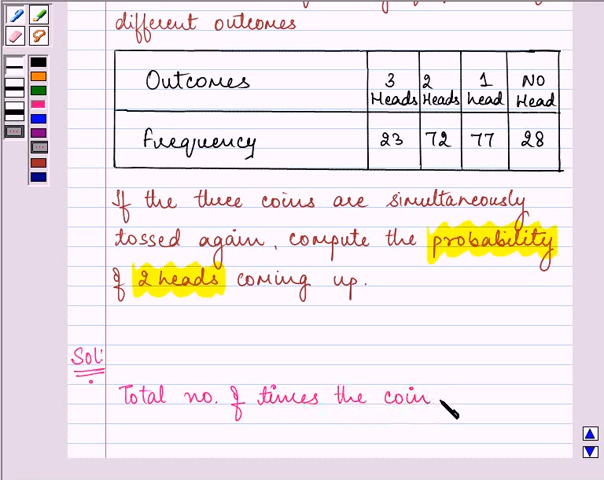 different outcomes
Outcomes 3 Heads 2 Heads 1 head No Head
Frequency 23 72 77 28
If the three coins are simultaneously
tossed again, compute the probability
of 2 heads coming up.
Sol:
Total no. of times the coin